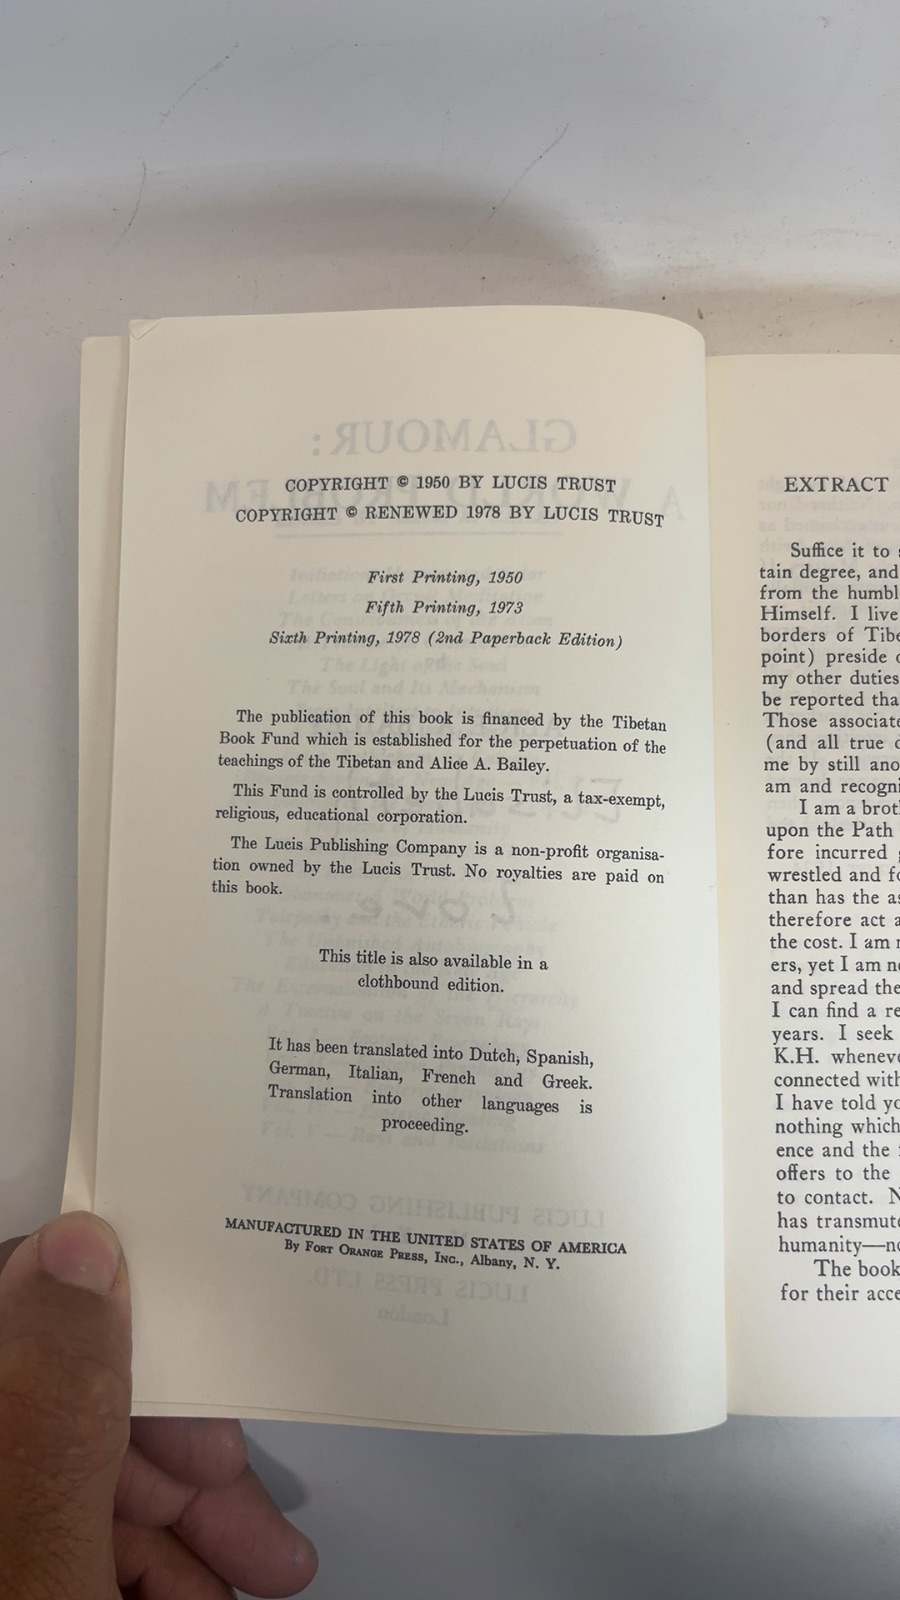 COPYRIGHT © 1950 BY LUCIS TRUST
COPYRIGHT © RENEWED 1978 BY LUCIS TRUST
First Printing, 1950
Fifth Printing, 1973
Sixth Printing, 1978 (2nd Paperback Edition)
The publication of this book is financed by the Tibetan
Book Fund which is established for the perpetuation of the
teachings of the Tibetan and Alice A. Bailey.
This Fund is controlled by the Lucis Trust, a tax-exempt,
religious, educational corporation.
The Lucis Publishing Company is a non-profit organisa-
tion owned by the Lucis Trust. No royalties are paid on
this book.
This title is also available in a
clothbound edition.
It has been translated into Dutch, Spanish,
German, Italian, French and Greek.
Translation into other languages is
proceeding.
MANUFACTURED IN THE UNITED STATES OF AMERICA
By FORT ORANGE PRESS, INC., Albany, N. Y.
EXTRACT
Suffice it to
tain degree, and
from the humbl
Himself. I live
borders of Tibe
point) preside
my other duties
be reported tha
Those associate
(and all true
me by still ano
am and recogni
I am a brot
upon the Path
fore incurred
wrestled and fo
than has the as
therefore act a
the cost. I am
ers, yet I am no
and spread the
I can find a re
years. I seek
K.H. wheneve
connected with
I have told yo
nothing which
ence and the
offers to the
to contact. N
has transmute
humanity—no
The book
for their acce